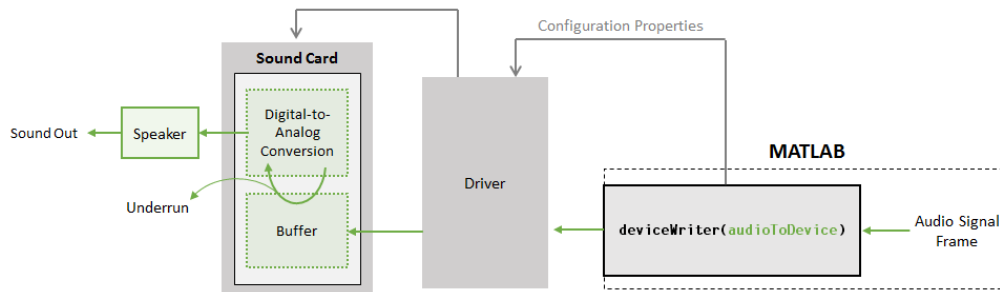 Configuration Properties
Sound Card
Digital-to-
Analog
Conversion
Sound Out
Speaker
MATLAB
Driver
Underrun
Buffer
deviceWriter(audioToDevice)
Audio Signal
Frame